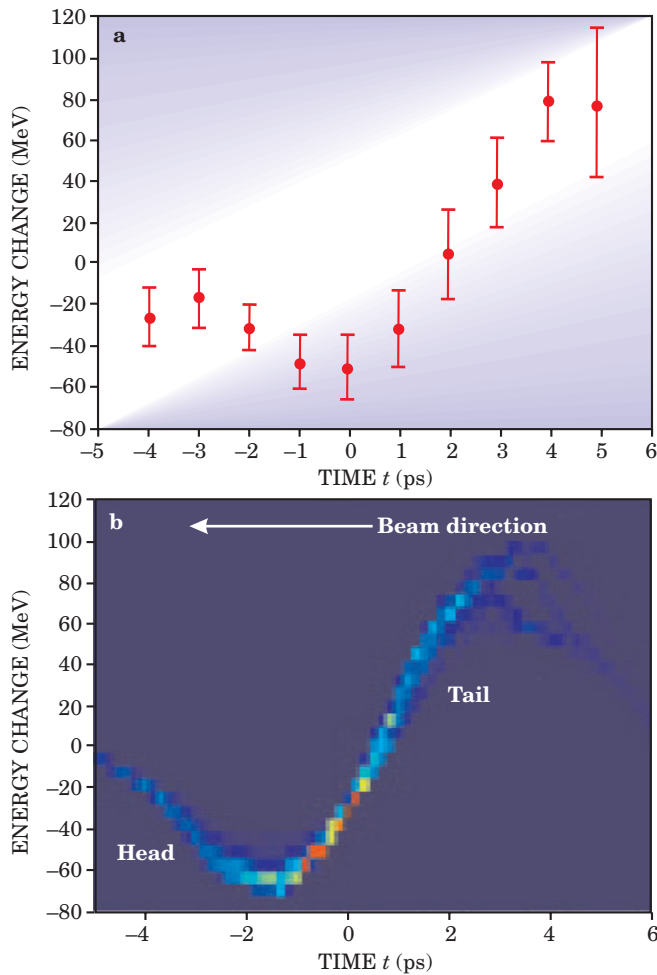 a
ENERGY CHANGE (MeV)
120
100
80
60
40
20
0
–20
–40
–60
–80
–5 –4 –3 –2 –1 0 1 2 3 4 5 6
TIME t (ps)
b
Beam direction
ENERGY CHANGE (MeV)
120
100
80
60
40
20
0
–20
–40
–60
–80
Tail
Head
–4 –2 0 2 4 6
TIME t (ps)